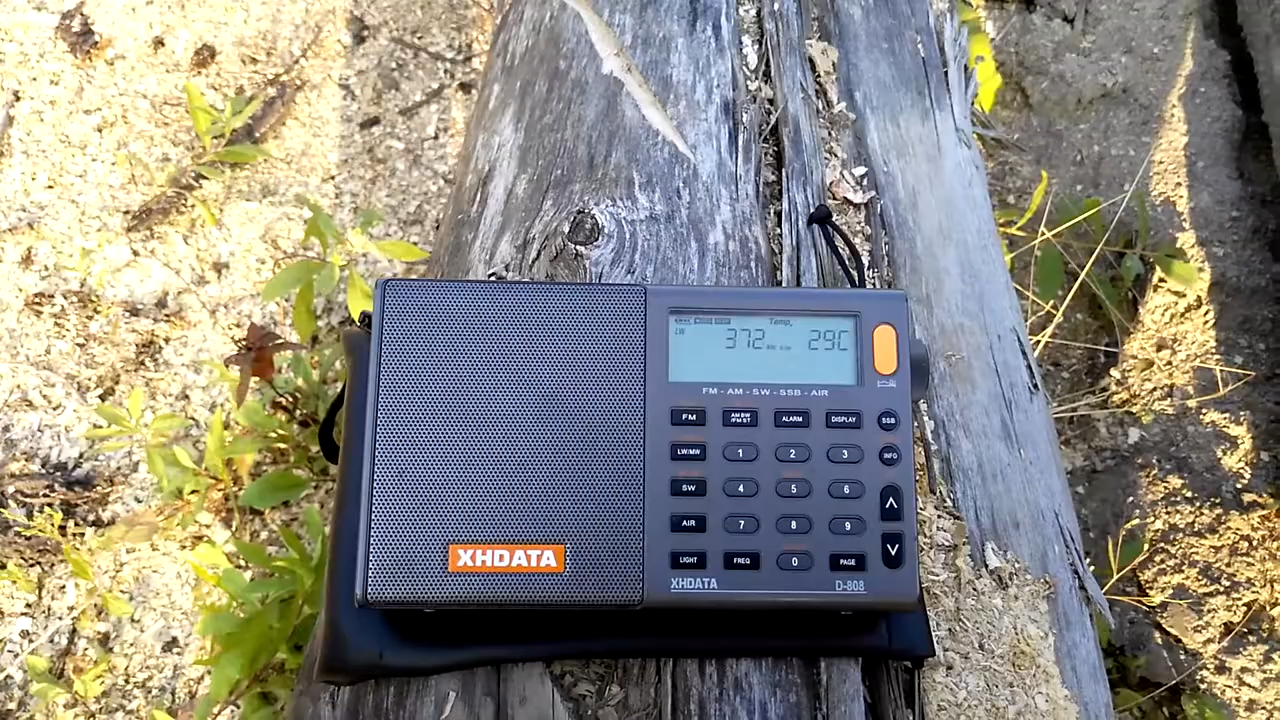 Temp.
LW
372 29C
FM - AM - SW - SSB - AIR
FM AM BW /FM ST ALARM DISPLAY SSB
LW/MW 1 2 3 INFO
SW 4 5 6
AIR 7 8 9
LIGHT FREQ 0 PAGE
XHDATA
XHDATA D-808